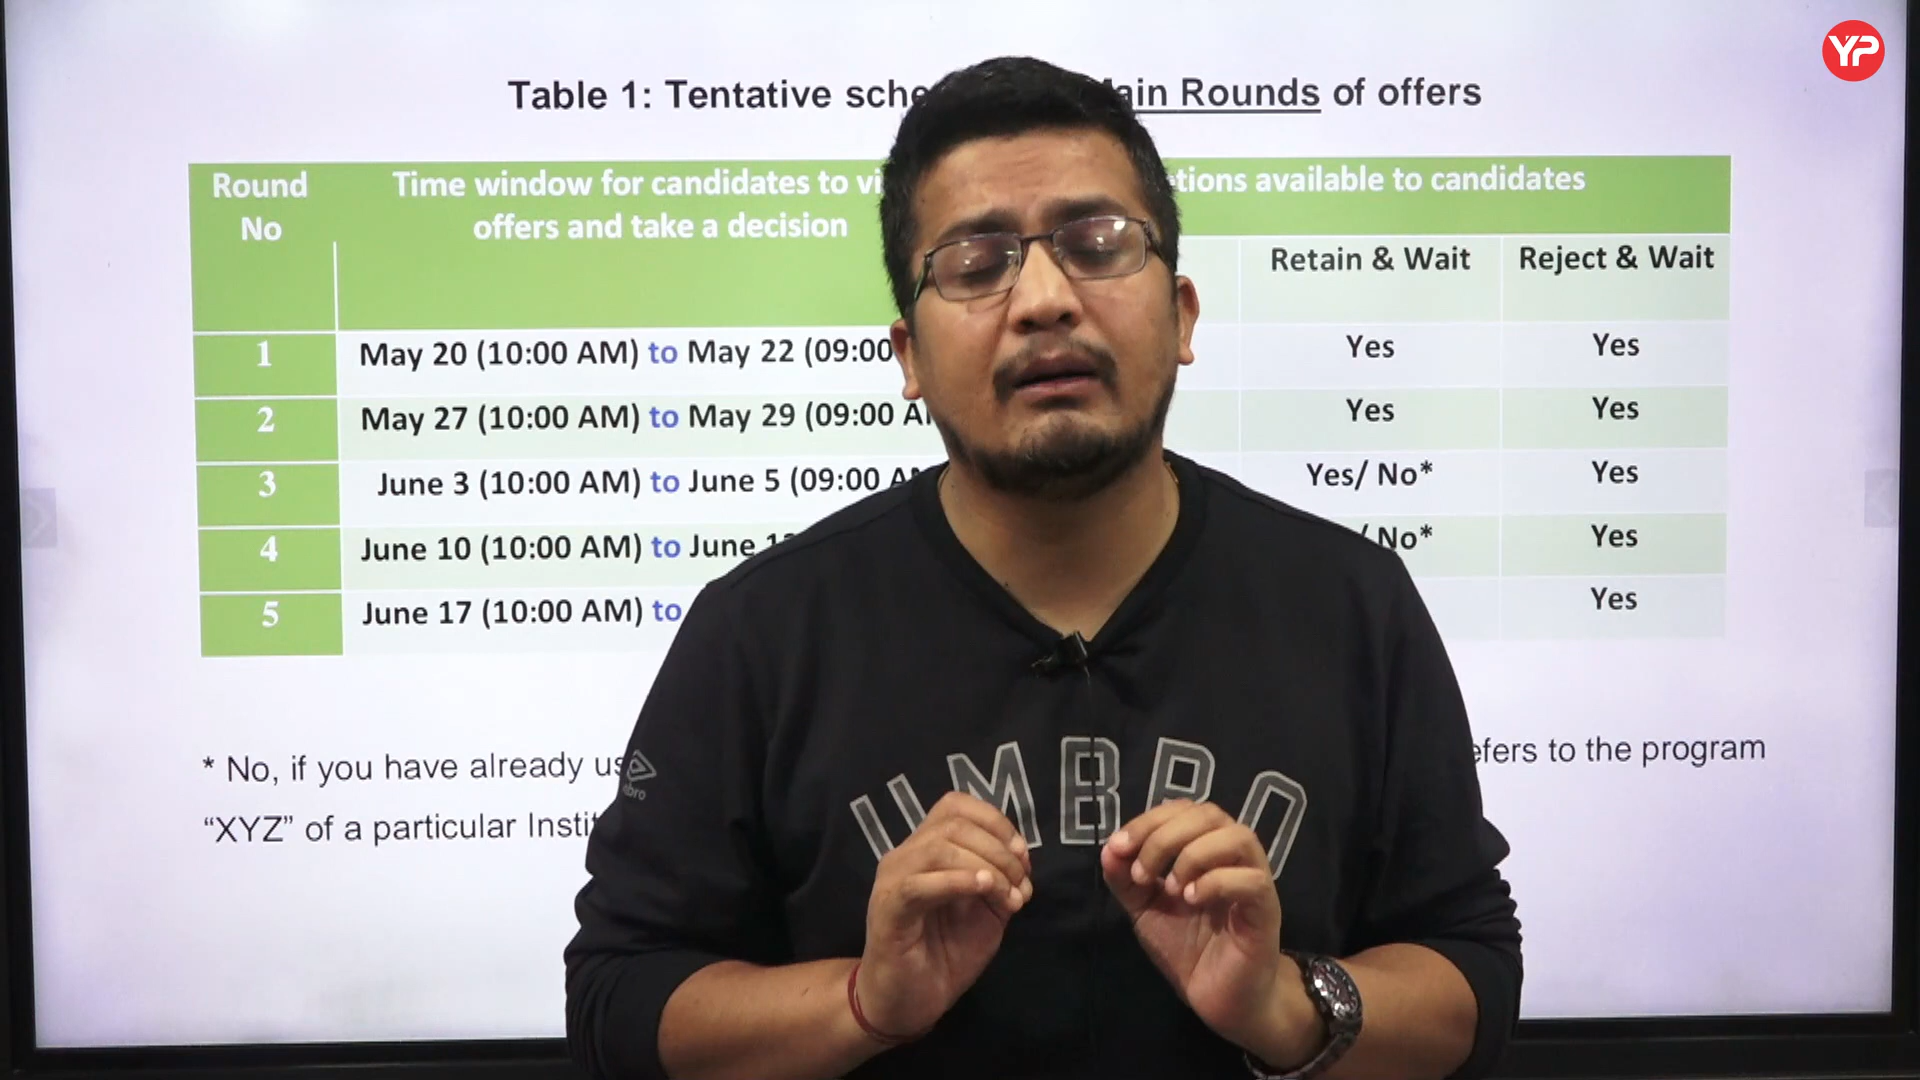 YP
Table 1: Tentative sche ain Rounds of offers
Round No
Time window for candidates to vi
offers and take a decision
tions available to candidates
Retain & Wait Reject & Wait
1 May 20 (10:00 AM) to May 22 (09:00 Yes Yes
2 May 27 (10:00 AM) to May 29 (09:00 A Yes Yes
3 June 3 (10:00 AM) to June 5 (09:00 A Yes/ No* Yes
4 June 10 (10:00 AM) to June 1 / No* Yes
5 June 17 (10:00 AM) to Yes
* No, if you have already us efers to the program
“XYZ” of a particular Instit
UMBRO